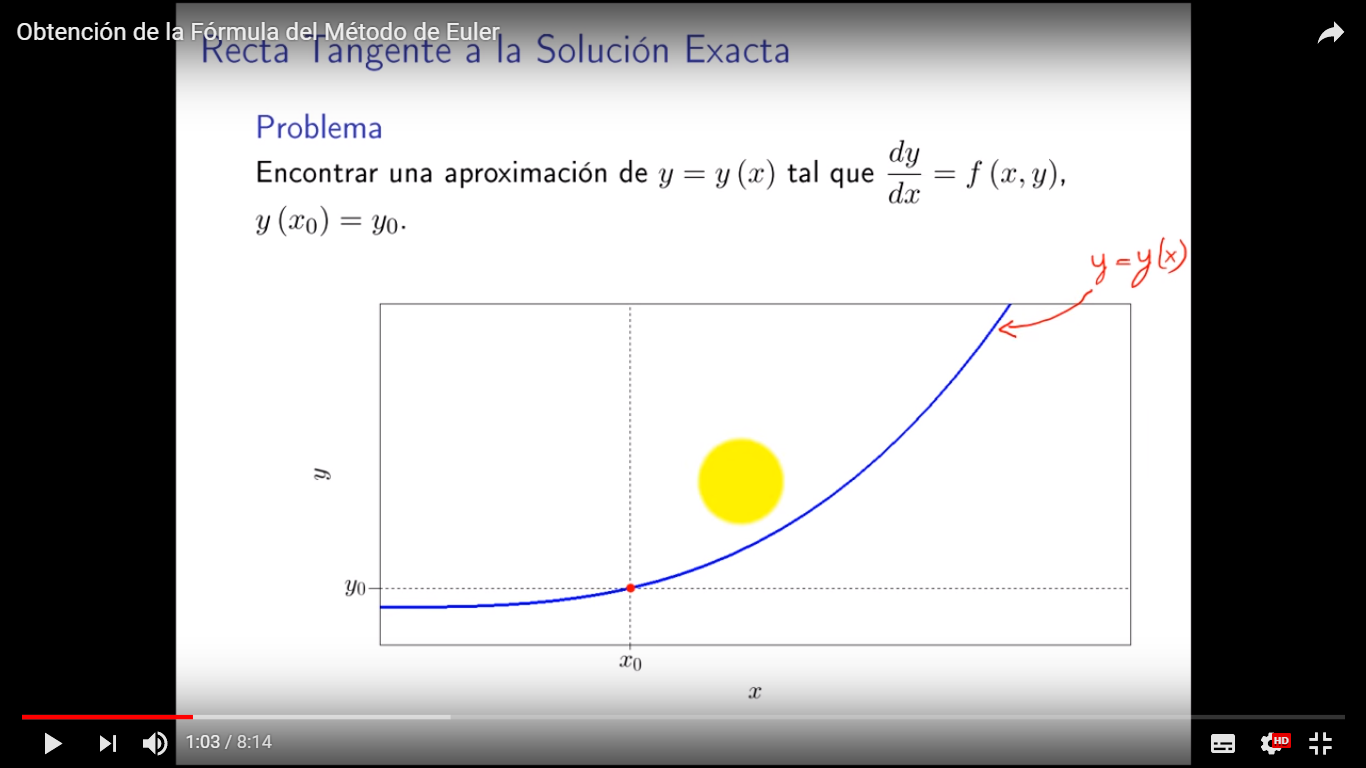 Obtención de la Fórmula del Método de Euler
Recta Tangente a la Solución Exacta
Problema
Encontrar una aproximación de y = y (x) tal que dy/dx = f (x, y),
y (x₀) = y₀.
y = y(x)
y
y₀
x₀
x
1:03 / 8:14
HD